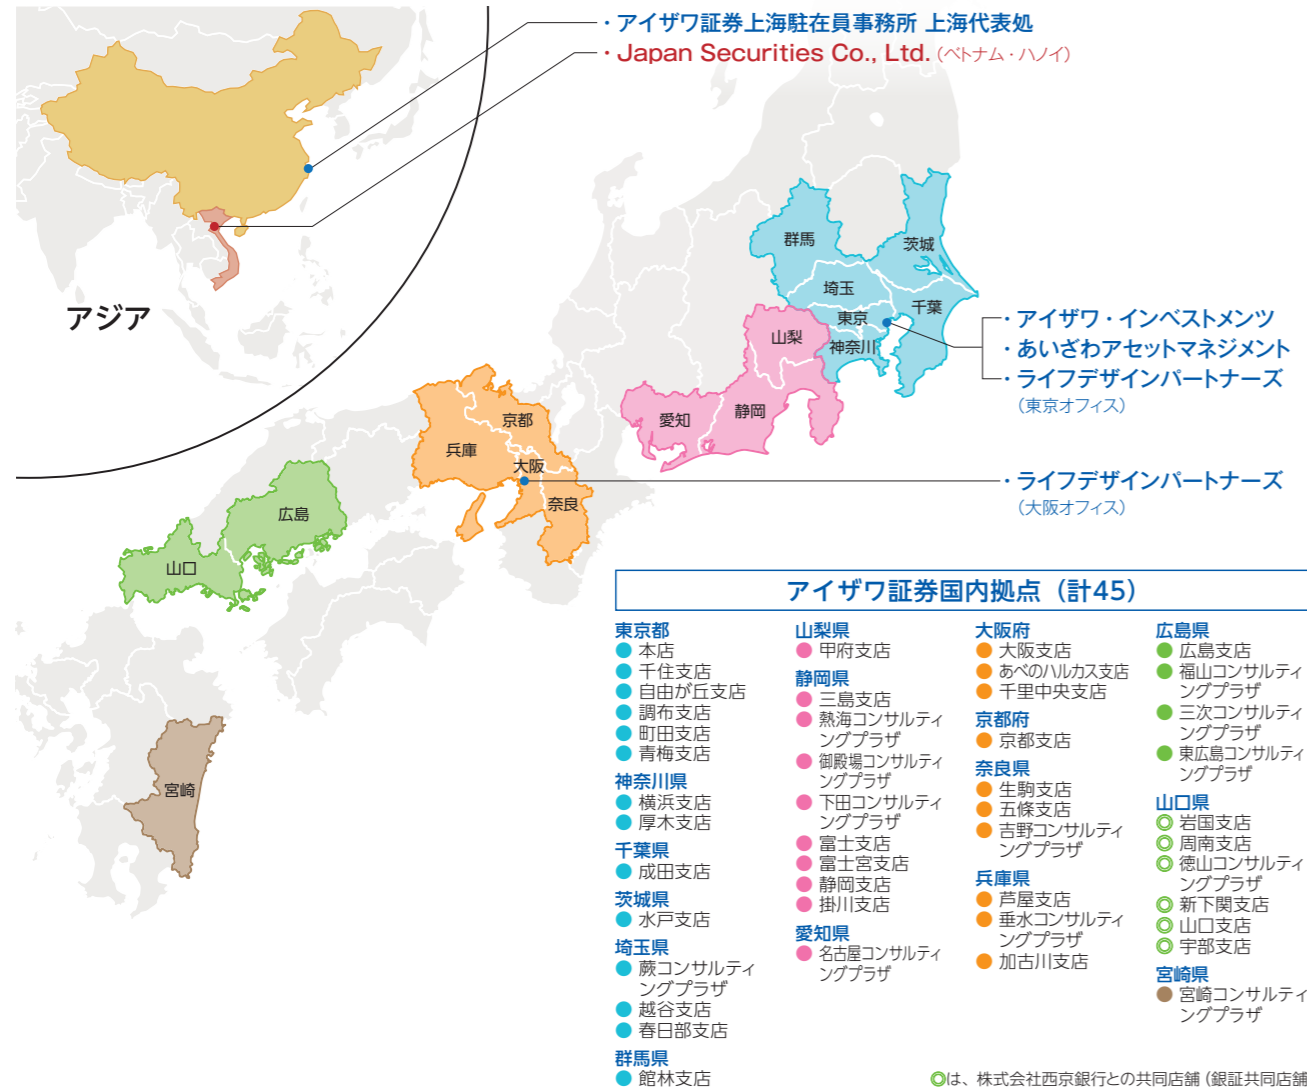 ・アイザワ証券上海駐在員事務所 上海代表処
・Japan Securities Co., Ltd.（ベトナム・ハノイ）
アジア
群馬
茨城
埼玉
千葉
東京
神奈川
山梨
静岡
愛知
京都
兵庫
大阪
奈良
広島
山口
宮崎
・アイザワ・インベストメンツ
・あいざわアセットマネジメント
・ライフデザインパートナーズ
（東京オフィス）
・ライフデザインパートナーズ
（大阪オフィス）
アイザワ証券国内拠点（計45）
東京都
● 本店
● 千住支店
● 自由が丘支店
● 調布支店
● 町田支店
● 青梅支店
神奈川県
● 横浜支店
● 厚木支店
千葉県
● 成田支店
茨城県
● 水戸支店
埼玉県
● 蕨コンサルティ
ングプラザ
● 越谷支店
● 春日部支店
群馬県
● 館林支店
山梨県
● 甲府支店
静岡県
● 三島支店
● 熱海コンサルティ
ングプラザ
● 御殿場コンサルティ
ングプラザ
● 下田コンサルティ
ングプラザ
● 富士支店
● 富士宮支店
● 静岡支店
● 掛川支店
愛知県
● 名古屋コンサルティ
ングプラザ
大阪府
● 大阪支店
● あべのハルカス支店
● 千里中央支店
京都府
● 京都支店
奈良県
● 生駒支店
● 五條支店
● 吉野コンサルティ
ングプラザ
兵庫県
● 芦屋支店
● 垂水コンサルティ
ングプラザ
● 加古川支店
広島県
● 広島支店
● 福山コンサルティ
ングプラザ
● 三次コンサルティ
ングプラザ
● 東広島コンサルティ
ングプラザ
山口県
◎ 岩国支店
◎ 周南支店
◎ 徳山コンサルティ
ングプラザ
◎ 新下関支店
◎ 山口支店
◎ 宇部支店
宮崎県
● 宮崎コンサルティ
ングプラザ
◎は、株式会社西京銀行との共同店舗（銀証共同店舗